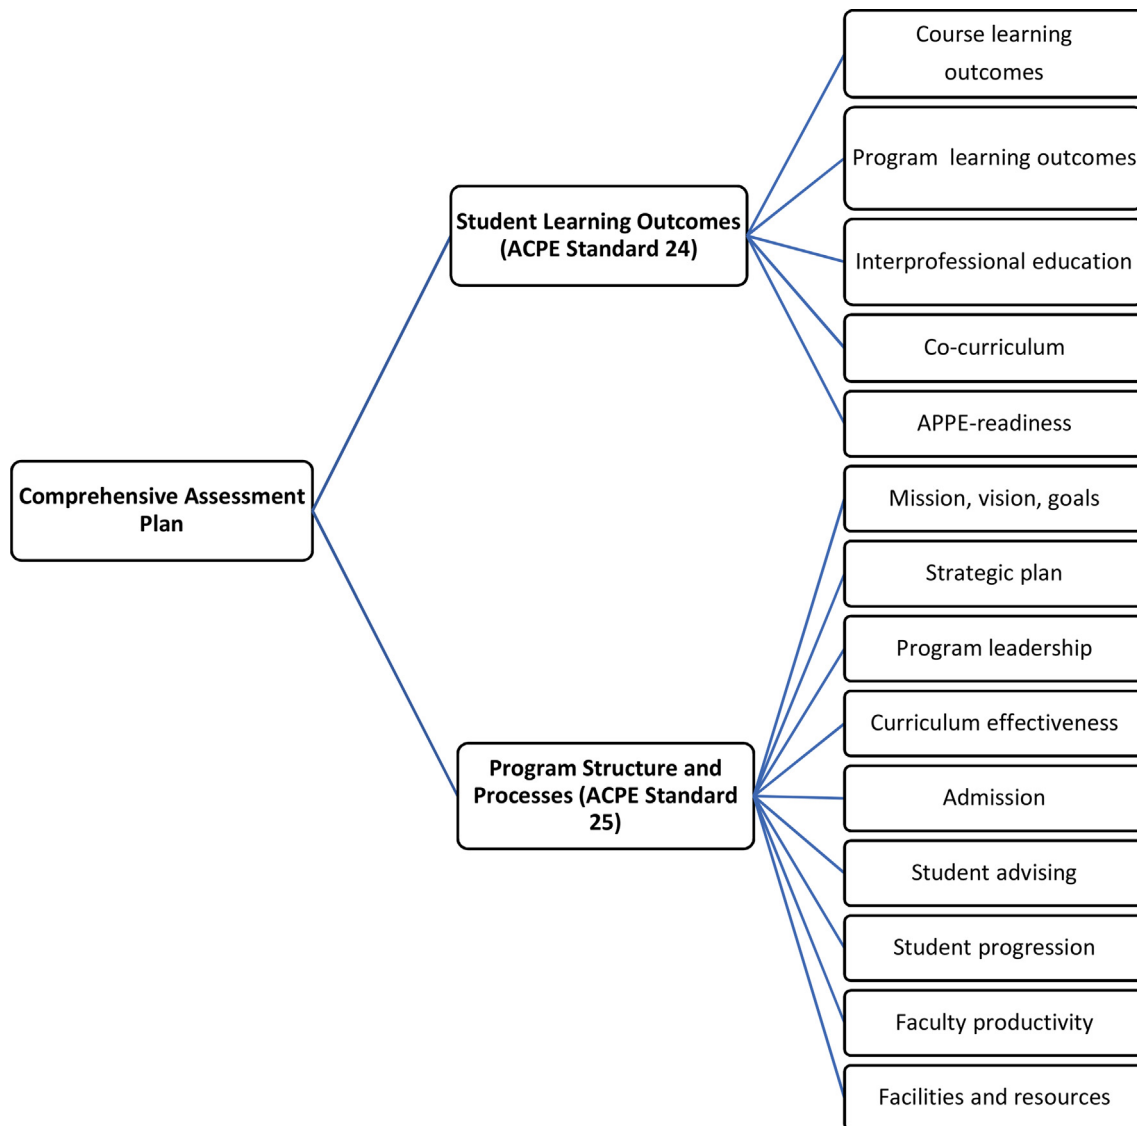 Course learning
outcomes
Program learning outcomes
Student Learning Outcomes
(ACPE Standard 24)
Interprofessional education
Co-curriculum
APPE-readiness
Comprehensive Assessment
Plan
Mission, vision, goals
Strategic plan
Program leadership
Curriculum effectiveness
Program Structure and
Processes (ACPE Standard
25)
Admission
Student advising
Student progression
Faculty productivity
Facilities and resources